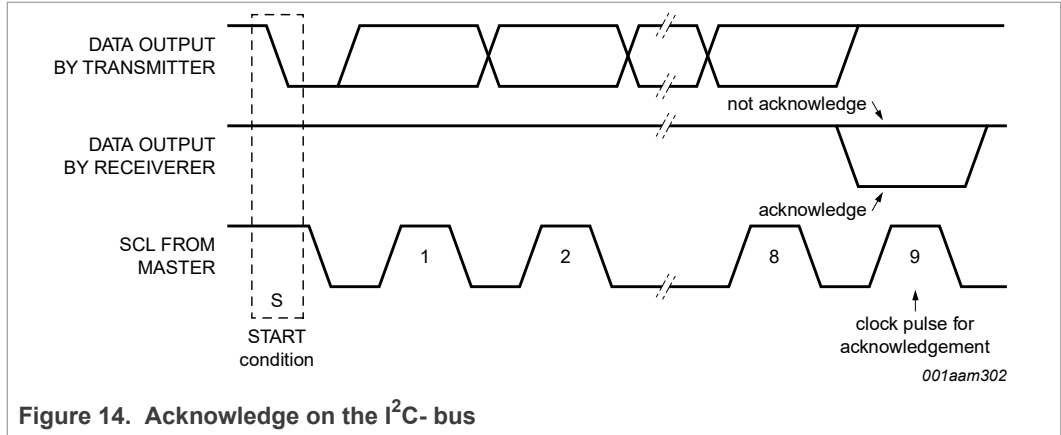 DATA OUTPUT
BY TRANSMITTER
not acknowledge
DATA OUTPUT
BY RECEIVERER
acknowledge
SCL FROM
MASTER
1
2
8
9
S
START
condition
clock pulse for
acknowledgement
001aam302
Figure 14. Acknowledge on the I²C- bus